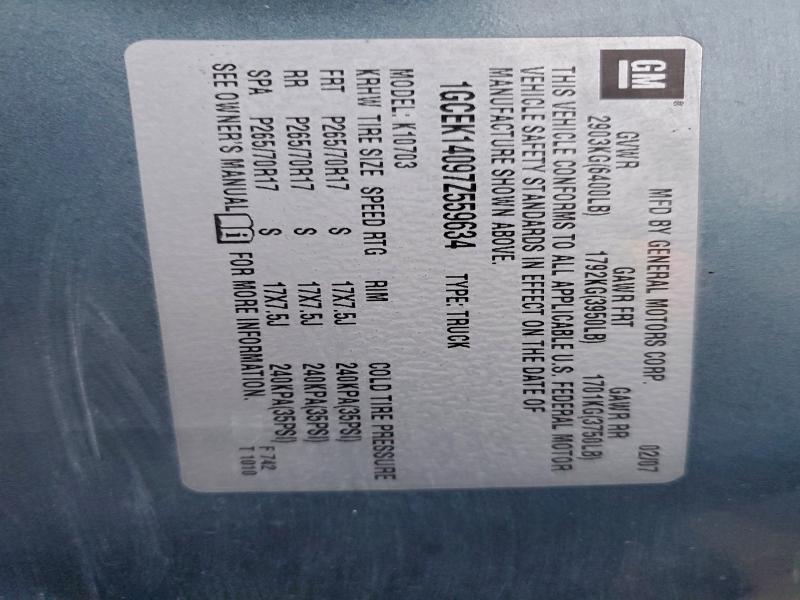 GM ®
MFD BY GENERAL MOTORS CORP. 02/07
GVWR GAWR FRT GAWR RR
2903KG(6400LB) 1792KG(3950LB) 1701KG(3750LB)
THIS VEHICLE CONFORMS TO ALL APPLICABLE U.S. FEDERAL MOTOR
VEHICLE SAFETY STANDARDS IN EFFECT ON THE DATE OF
MANUFACTURE SHOWN ABOVE.
1GCEK14097Z559634 TYPE: TRUCK
MODEL: K10703
KRHW TIRE SIZE SPEED RTG RIM COLD TIRE PRESSURE
FRT P265/70R17 S 17X7.5J 240KPA(35PSI)
RR P265/70R17 S 17X7.5J 240KPA(35PSI)
SPA P265/70R17 S 17X7.5J 240KPA(35PSI)
SEE OWNER'S MANUAL FOR MORE INFORMATION.
F 742
T 1010